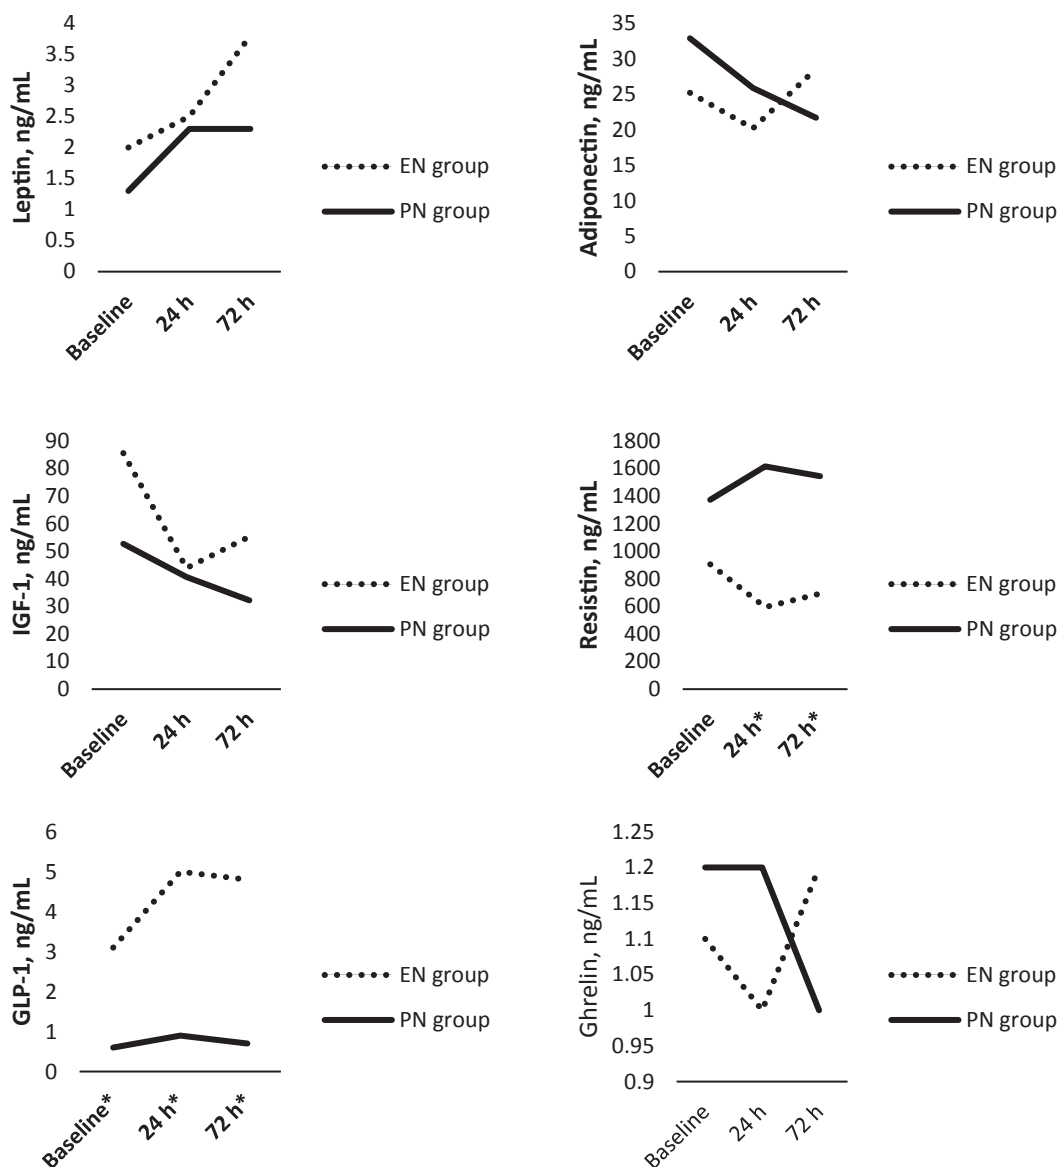 Leptin, ng/mL
4
3.5
3
2.5
2
1.5
1
0.5
0
Baseline
24 h
72 h
EN group
PN group
Adiponectin, ng/mL
35
30
25
20
15
10
5
0
Baseline
24 h
72 h
EN group
PN group
IGF-1, ng/mL
90
80
70
60
50
40
30
20
10
0
Baseline
24 h
72 h
EN group
PN group
Resistin, ng/mL
1800
1600
1400
1200
1000
800
600
400
200
0
Baseline
24 h*
72 h*
EN group
PN group
GLP-1, ng/mL
6
5
4
3
2
1
0
Baseline*
24 h*
72 h*
EN group
PN group
Ghrelin, ng/mL
1.25
1.2
1.15
1.1
1.05
1
0.95
0.9
Baseline
24 h
72 h
EN group
PN group